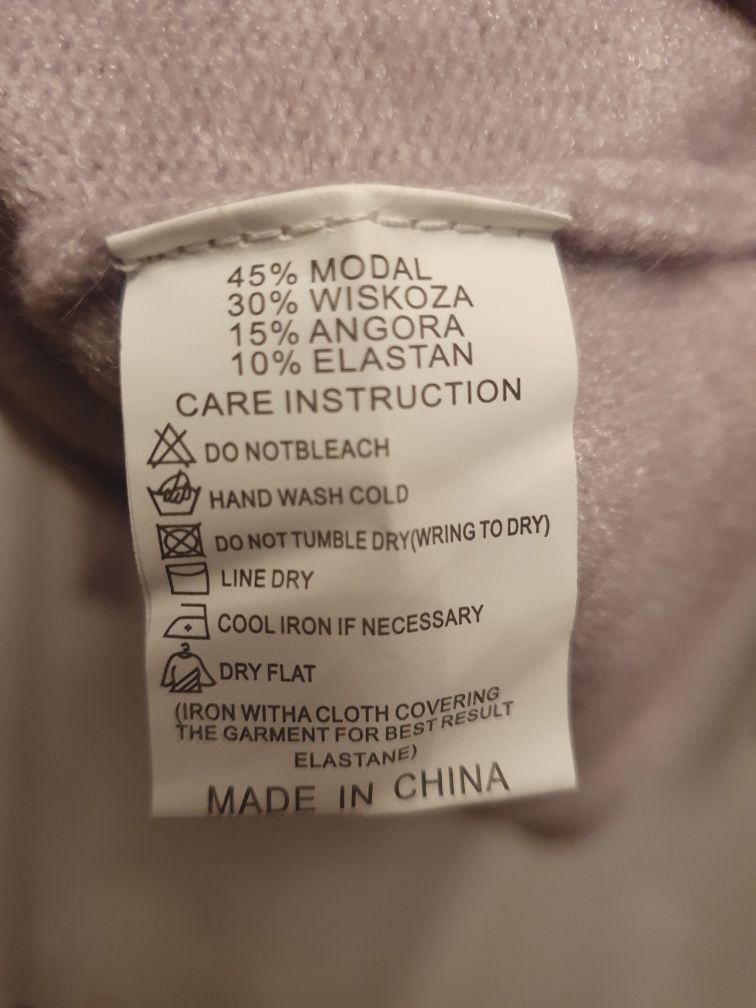 45% MODAL
30% WISKOZA
15% ANGORA
10% ELASTAN
CARE INSTRUCTION
DO NOTBLEACH
HAND WASH COLD
DO NOT TUMBLE DRY(WRING TO DRY)
LINE DRY
COOL IRON IF NECESSARY
DRY FLAT
(IRON WITHA CLOTH COVERING
THE GARMENT FOR BEST RESULT
ELASTANE)
MADE IN CHINA